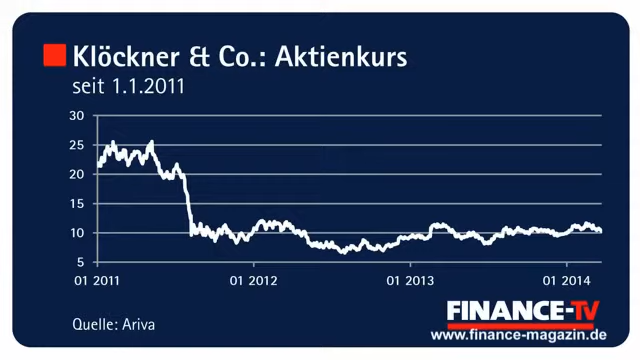 Klöckner & Co.: Aktienkurs
seit 1.1.2011
30
25
20
15
10
5
01 2011 01 2012 01 2013 01 2014
Quelle: Ariva
FINANCE-TV
www.finance-magazin.de